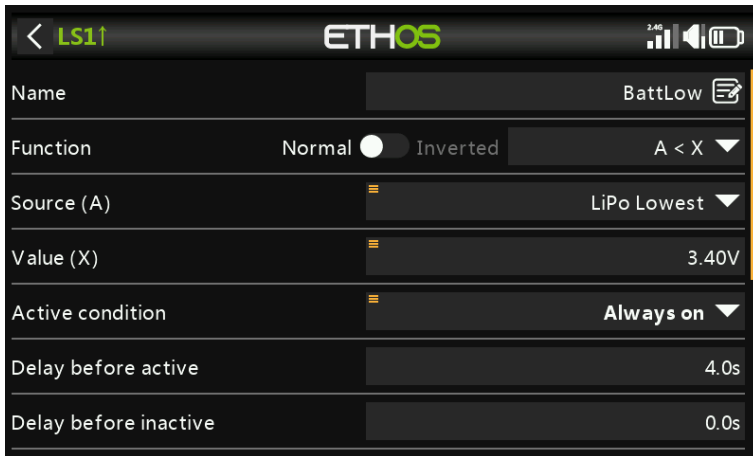 LS1↑ ETHOS 2.4G
Name BattLow
Function Normal Inverted A < X
Source (A) LiPo Lowest
Value (X) 3.40V
Active condition Always on
Delay before active 4.0s
Delay before inactive 0.0s